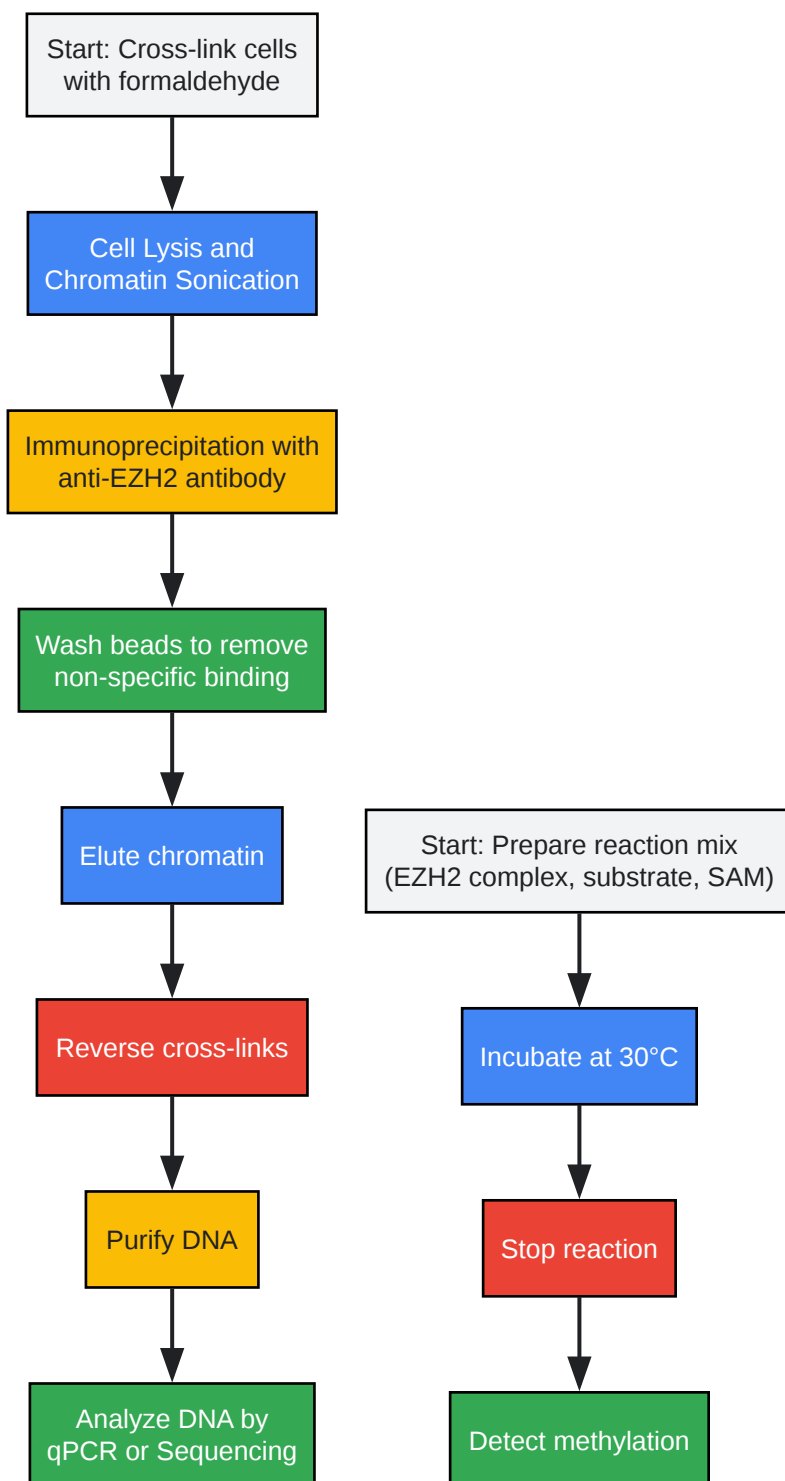 Start: Cross-link cells
with formaldehyde
Cell Lysis and
Chromatin Sonication
Immunoprecipitation with
anti-EZH2 antibody
Wash beads to remove
non-specific binding
Elute chromatin
Reverse cross-links
Purify DNA
Analyze DNA by
qPCR or Sequencing
Start: Prepare reaction mix
(EZH2 complex, substrate, SAM)
Incubate at 30°C
Stop reaction
Detect methylation